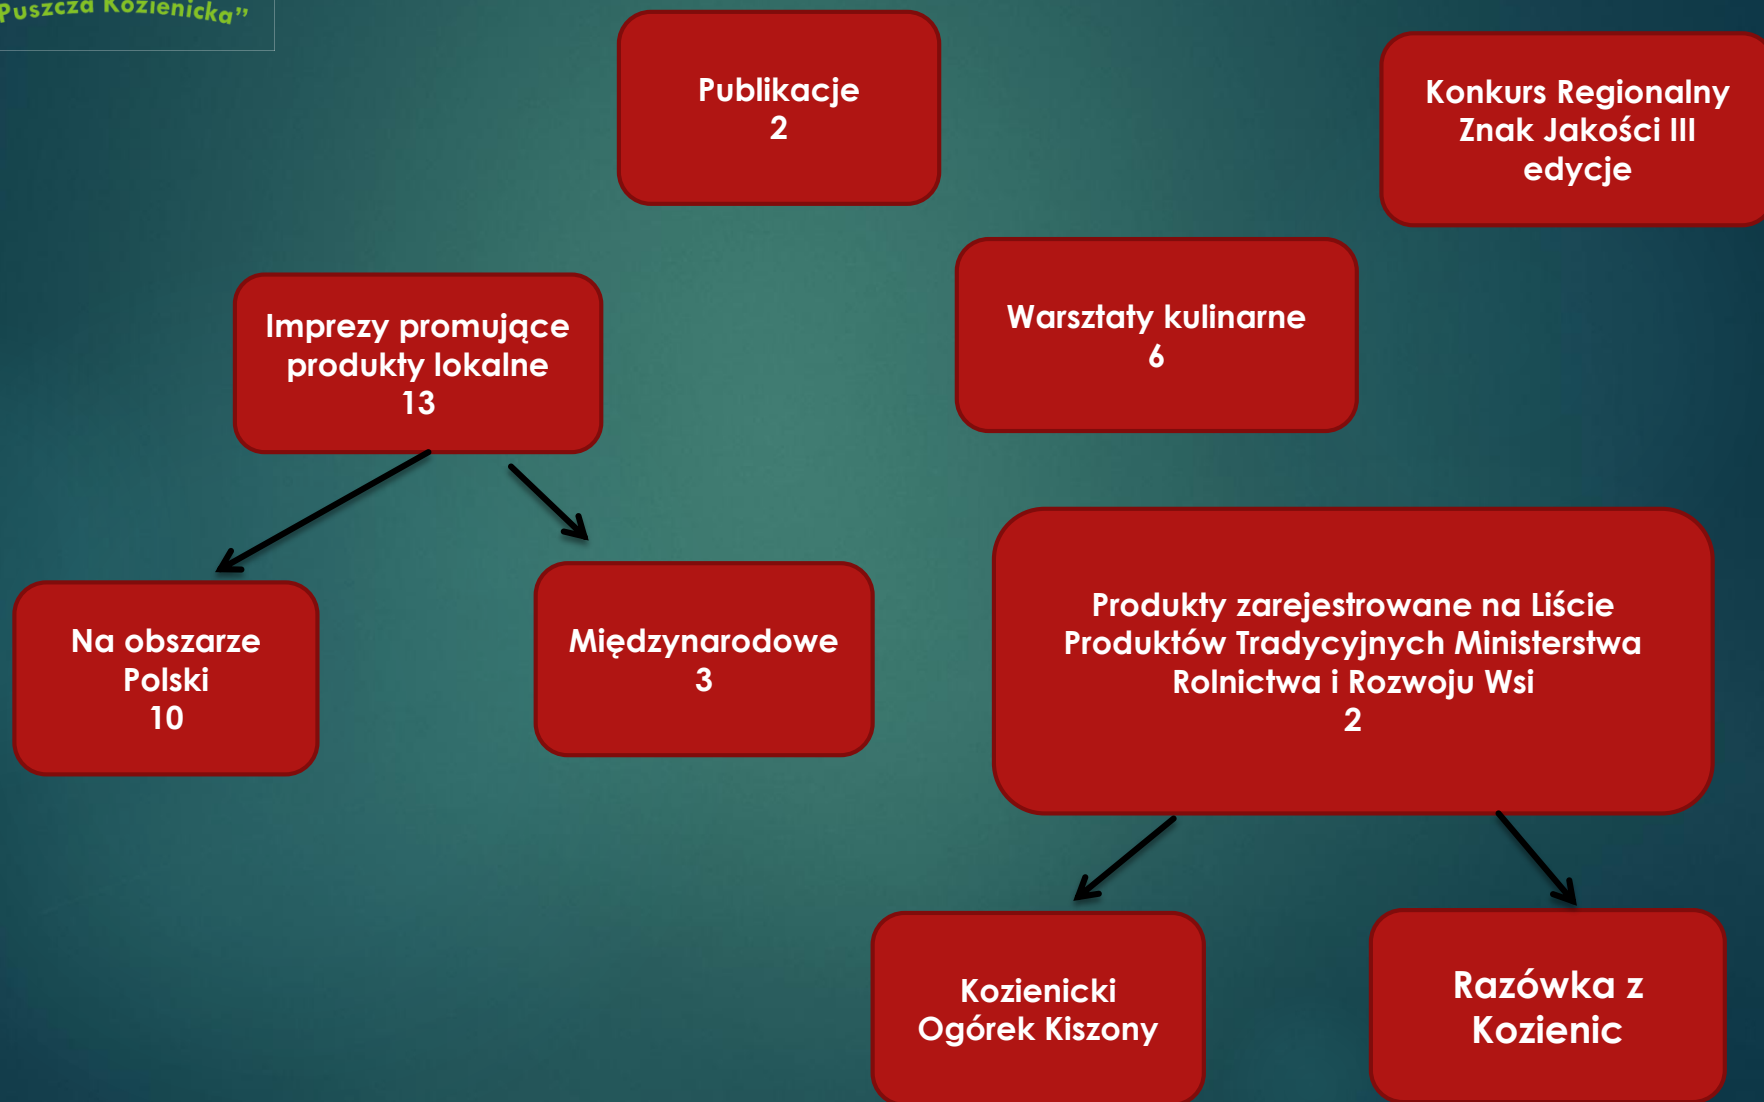 Puszcza Kozienicka”
Publikacje
2
Konkurs Regionalny
Znak Jakości III
edycje
Imprezy promujące
produkty lokalne
13
Warsztaty kulinarne
6
Na obszarze
Polski
10
Międzynarodowe
3
Produkty zarejestrowane na Liście
Produktów Tradycyjnych Ministerstwa
Rolnictwa i Rozwoju Wsi
2
Kozienicki
Ogórek Kiszony
Razówka z
Kozienic